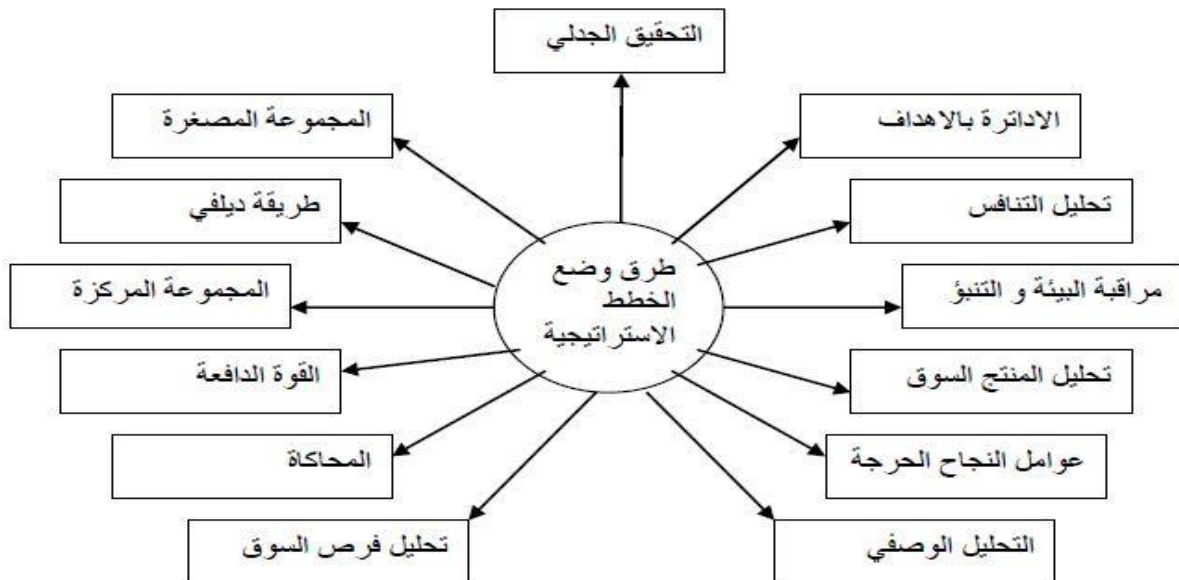 التحقيق الجدلي
المجموعة المصغرة
الاداترة بالاهداف
طريقة ديلفي
تحليل التنافس
طرق وضع
الخطط
الاستراتيجية
المجموعة المركزة
مراقبة البيئة و التنبؤ
القوة الدافعة
تحليل المنتج السوق
المحاكاة
عوامل النجاح الحرجة
تحليل فرص السوق
التحليل الوصفي